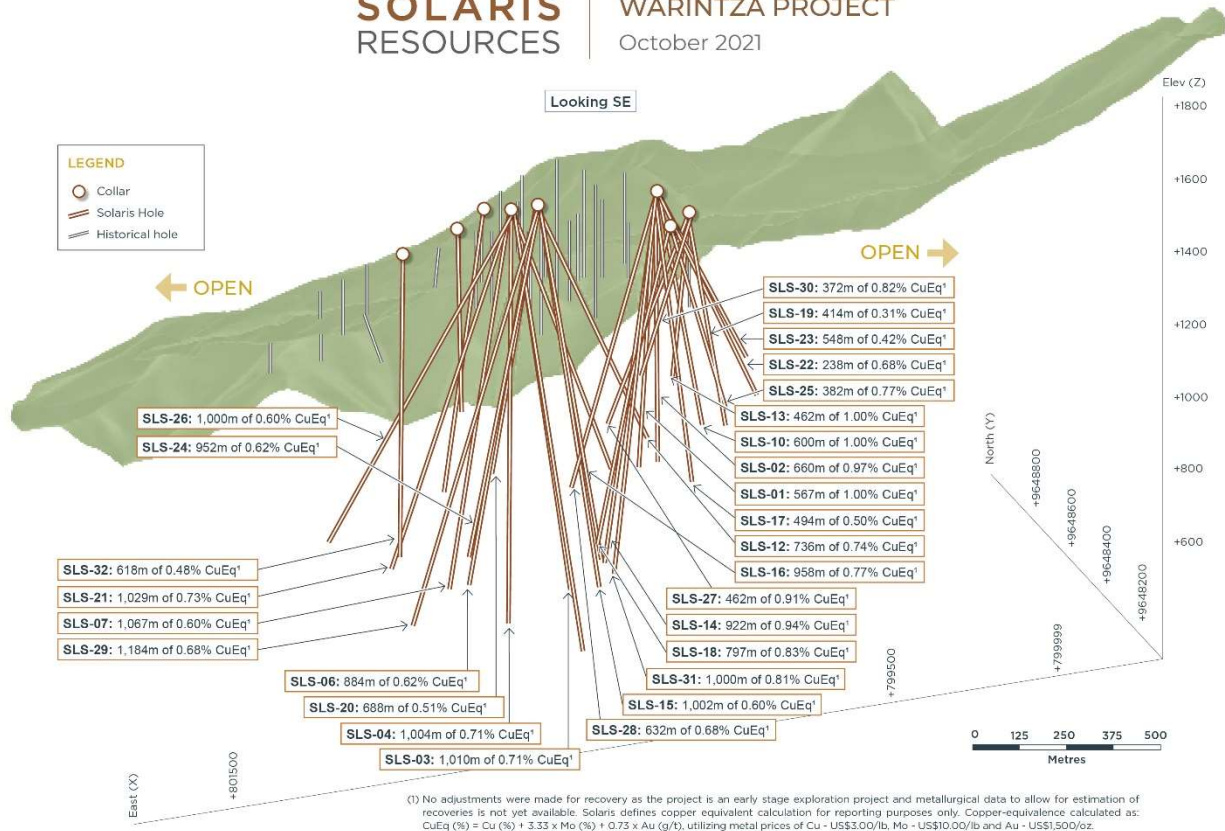 SOLARIS
RESOURCES
WARINTZA PROJECT
October 2021
Looking SE
Elev (Z)
+1800
+1600
+1400
+1200
+1000
+800
+600
LEGEND
Collar
Solaris Hole
Historical hole
OPEN
OPEN
SLS-30: 372m of 0.82% CuEq¹
SLS-19: 414m of 0.31% CuEq¹
SLS-23: 548m of 0.42% CuEq¹
SLS-22: 238m of 0.68% CuEq¹
SLS-25: 382m of 0.77% CuEq¹
SLS-13: 462m of 1.00% CuEq¹
SLS-10: 600m of 1.00% CuEq¹
SLS-02: 660m of 0.97% CuEq¹
SLS-01: 567m of 1.00% CuEq¹
SLS-17: 494m of 0.50% CuEq¹
SLS-12: 736m of 0.74% CuEq¹
SLS-16: 958m of 0.77% CuEq¹
SLS-27: 462m of 0.91% CuEq¹
SLS-14: 922m of 0.94% CuEq¹
SLS-18: 797m of 0.83% CuEq¹
SLS-31: 1,000m of 0.81% CuEq¹
SLS-15: 1,002m of 0.60% CuEq¹
SLS-28: 632m of 0.68% CuEq¹
SLS-26: 1,000m of 0.60% CuEq¹
SLS-24: 952m of 0.62% CuEq¹
SLS-32: 618m of 0.48% CuEq¹
SLS-21: 1,029m of 0.73% CuEq¹
SLS-07: 1,067m of 0.60% CuEq¹
SLS-29: 1,184m of 0.68% CuEq¹
SLS-06: 884m of 0.62% CuEq¹
SLS-20: 688m of 0.51% CuEq¹
SLS-04: 1,004m of 0.71% CuEq¹
SLS-03: 1,010m of 0.71% CuEq¹
North (Y)
+9648800
+9648600
+9648400
+9648200
+799999
+799500
+801500
East (X)
0 125 250 375 500
Metres
(1) No adjustments were made for recovery as the project is an early stage exploration project and metallurgical data to allow for estimation of
recoveries is not yet available. Solaris defines copper equivalent calculation for reporting purposes only. Copper-equivalence calculated as:
CuEq (%) = Cu (%) + 3.33 x Mo (%) + 0.73 x Au (g/t), utilizing metal prices of Cu - US$3.00/lb, Mo - US$10.00/lb and Au - US$1,500/oz.